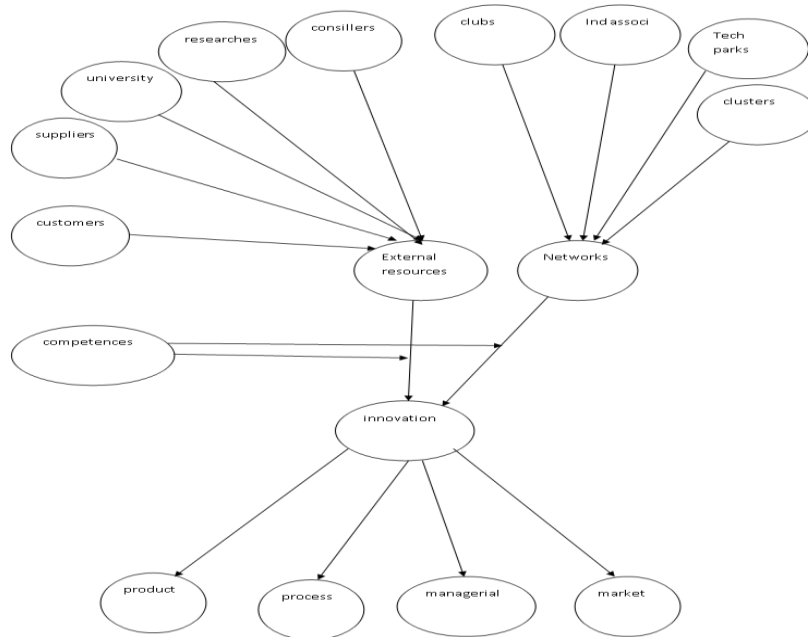 consillers
clubs
Ind associ
researches
Tech
parks
university
clusters
suppliers
customers
External
resources
Networks
competences
innovation
product
process
managerial
market